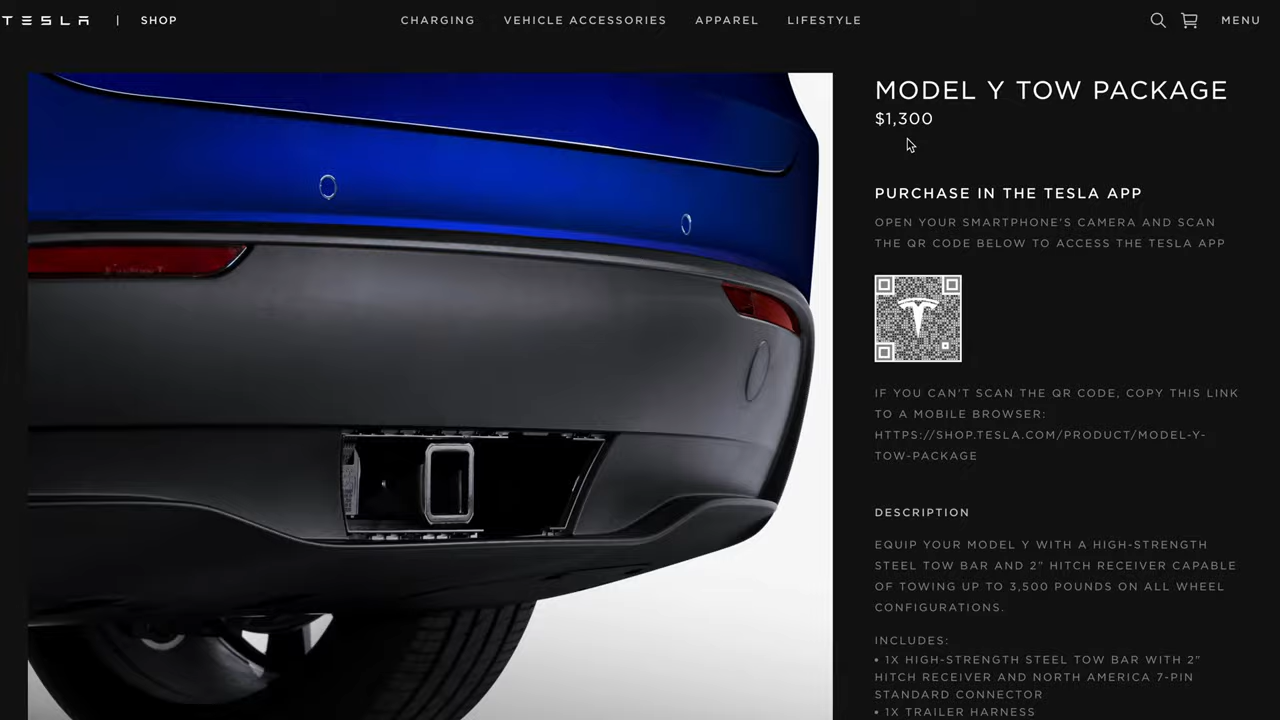 TESLA | SHOP
CHARGING VEHICLE ACCESSORIES APPAREL LIFESTYLE
MENU
MODEL Y TOW PACKAGE
$1,300
PURCHASE IN THE TESLA APP
OPEN YOUR SMARTPHONE'S CAMERA AND SCAN
THE QR CODE BELOW TO ACCESS THE TESLA APP
IF YOU CAN'T SCAN THE QR CODE, COPY THIS LINK
TO A MOBILE BROWSER:
HTTPS://SHOP.TESLA.COM/PRODUCT/MODEL-Y-
TOW-PACKAGE
DESCRIPTION
EQUIP YOUR MODEL Y WITH A HIGH-STRENGTH
STEEL TOW BAR AND 2" HITCH RECEIVER CAPABLE
OF TOWING UP TO 3,500 POUNDS ON ALL WHEEL
CONFIGURATIONS.
INCLUDES:
• 1X HIGH-STRENGTH STEEL TOW BAR WITH 2"
HITCH RECEIVER AND NORTH AMERICA 7-PIN
STANDARD CONNECTOR
• 1X TRAILER HARNESS